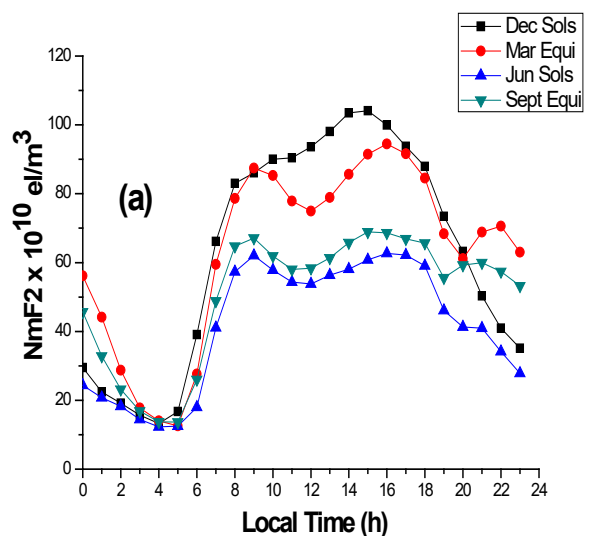 Dec Sols
Mar Equi
Jun Sols
Sept Equi
120
100
80
60
40
20
0
NmF2 x 10^10 el/m^3
(a)
0 2 4 6 8 10 12 14 16 18 20 22 24
Local Time (h)